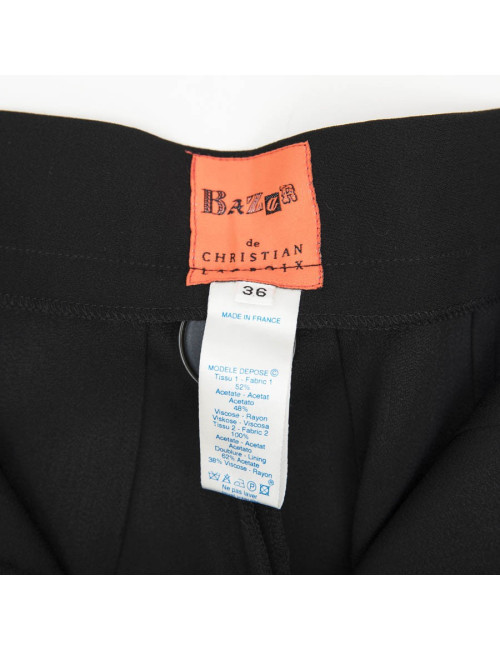 BAZaR
de
CHRISTIAN
LACROIX
36
MADE IN FRANCE
MODELE DEPOSE ©
Tissu 1 - Fabric 1
52%
Acetate - Acetat
Acetato
48%
Viscose - Rayon
Viskose - Viscosa
Tissu 2 - Fabric 2
100%
Acetate - Acetat
Doublure - Lining
62% Acetate
38% Viscose - Rayon
Ne pas laver